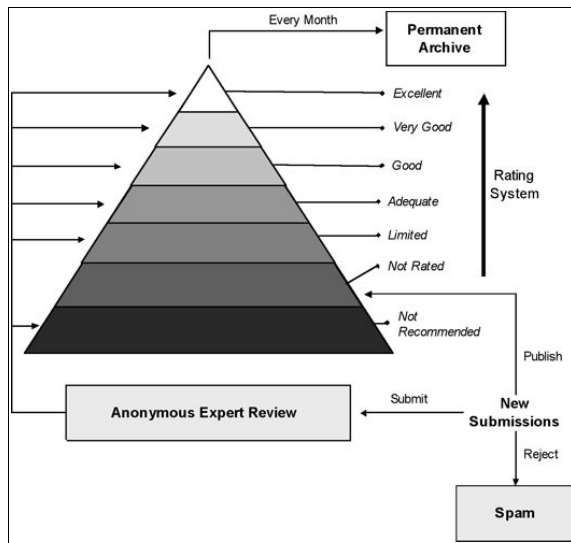 Every Month
Permanent
Archive
Excellent
Very Good
Good
Adequate
Limited
Not Rated
Not
Recommended
Rating
System
Publish
Anonymous Expert Review
Submit
New
Submissions
Reject
Spam